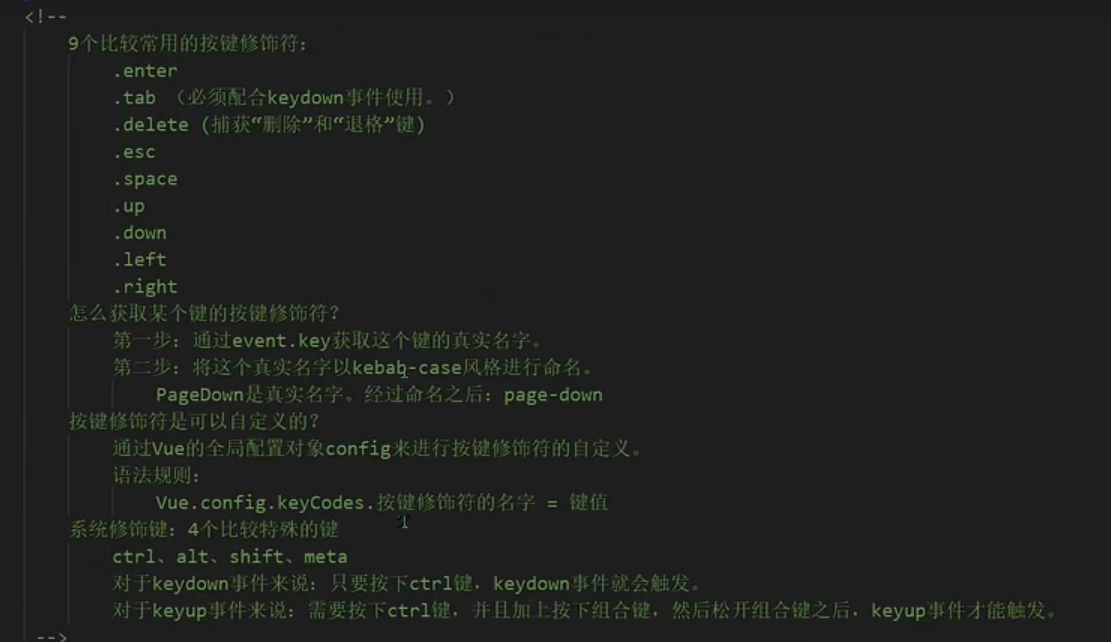 <!--
9个比较常用的按键修饰符：
.enter
.tab （必须配合keydown事件使用。）
.delete (捕获“删除”和“退格”键)
.esc
.space
.up
.down
.left
.right
怎么获取某个键的按键修饰符？
第一步：通过event.key获取这个键的真实名字。
第二步：将这个真实名字以kebab-case风格进行命名。
PageDown是真实名字。经过命名之后：page-down
按键修饰符是可以自定义的？
通过Vue的全局配置对象config来进行按键修饰符的自定义。
语法规则：
Vue.config.keyCodes.按键修饰符的名字 = 键值
系统修饰键：4个比较特殊的键
ctrl、alt、shift、meta
对于keydown事件来说：只要按下ctrl键，keydown事件就会触发。
对于keyup事件来说：需要按下ctrl键，并且加上按下组合键，然后松开组合键之后，keyup事件才能触发。
-->